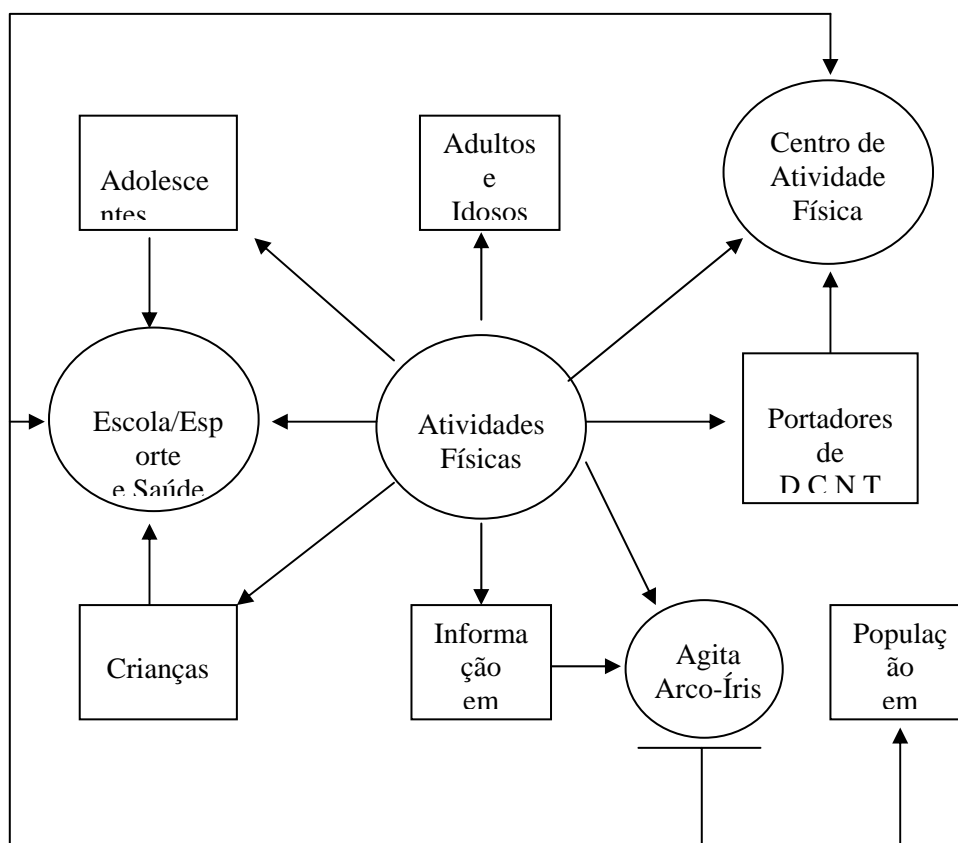 Adolesce
ntes
Adultos
e
Idosos
Centro de
Atividade
Física
Escola/Esp
orte
e Saúde
Atividades
Físicas
Portadores
de
D C N T
Crianças
Informa
ção
em
Agita
Arco-Íris
Populaç
ão
em